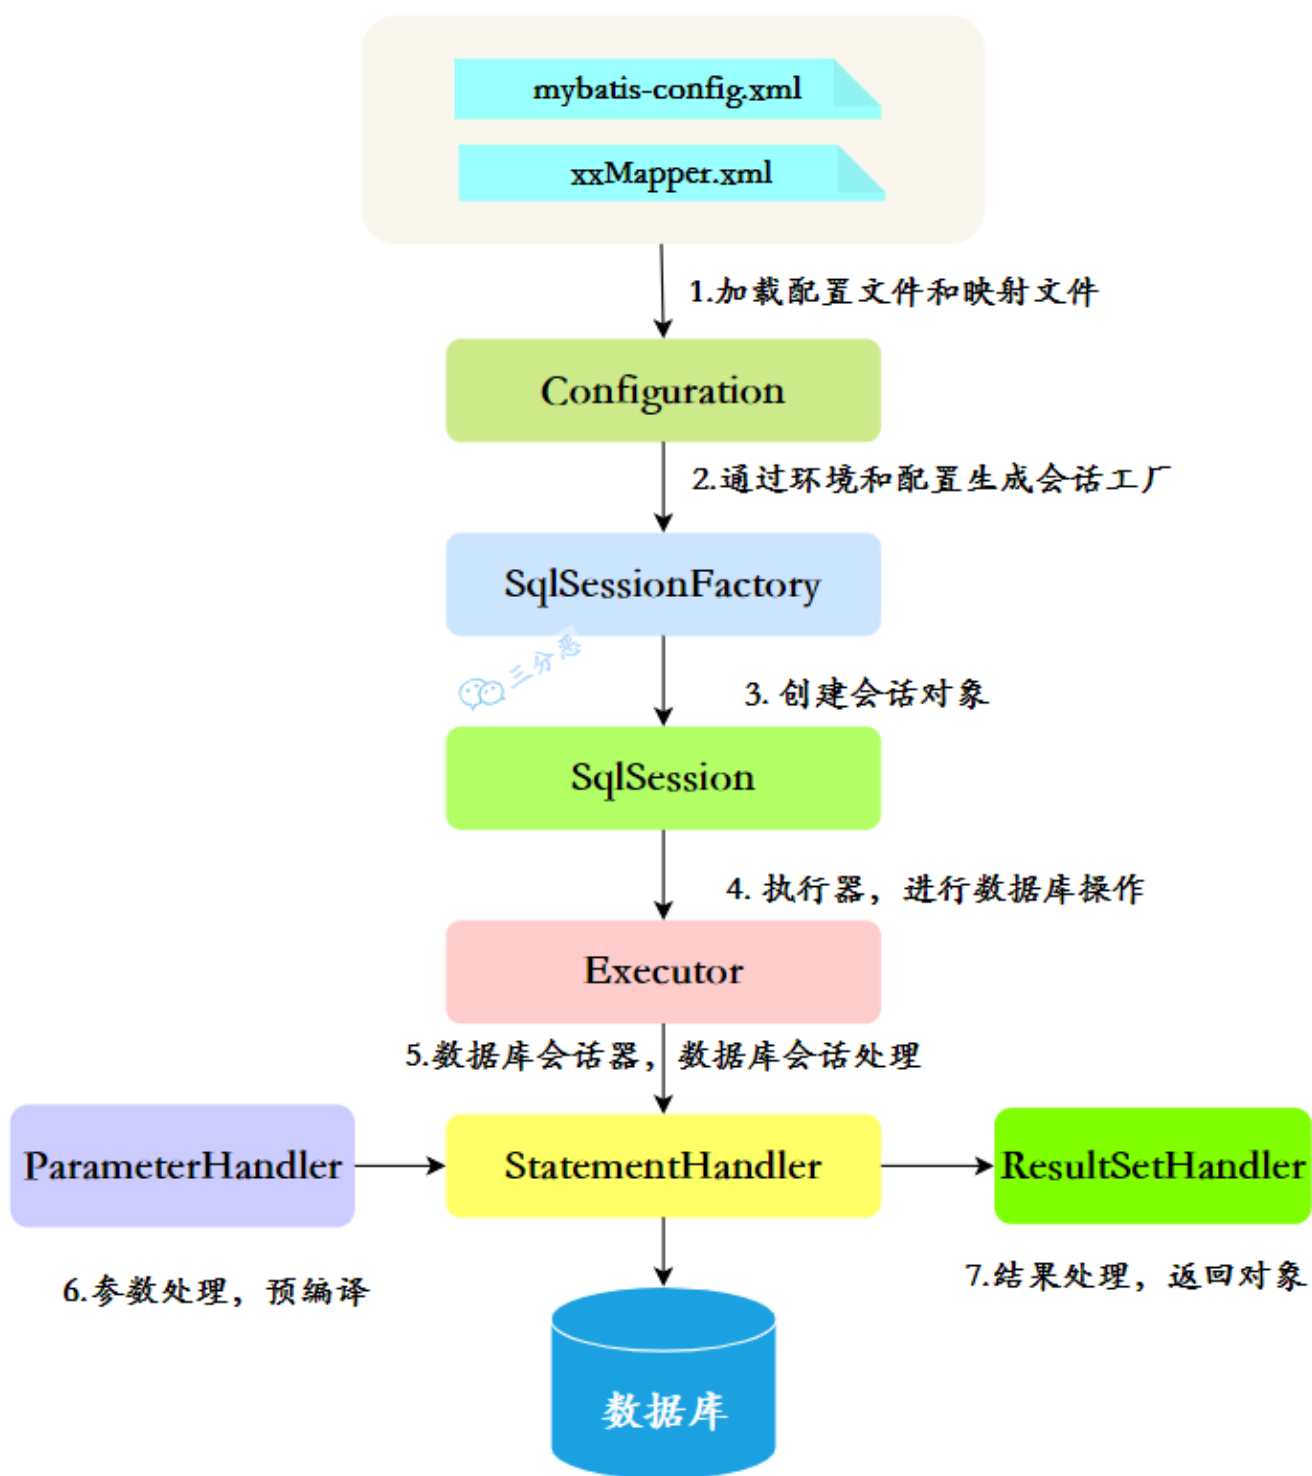 mybatis-config.xml
xxMapper.xml
1.加载配置文件和映射文件
Configuration
2.通过环境和配置生成会话工厂
SqlSessionFactory
三分恶
3. 创建会话对象
SqlSession
4. 执行器，进行数据库操作
Executor
5.数据库会话器，数据库会话处理
ParameterHandler
StatementHandler
ResultSetHandler
6.参数处理，预编译
7.结果处理，返回对象
数据库